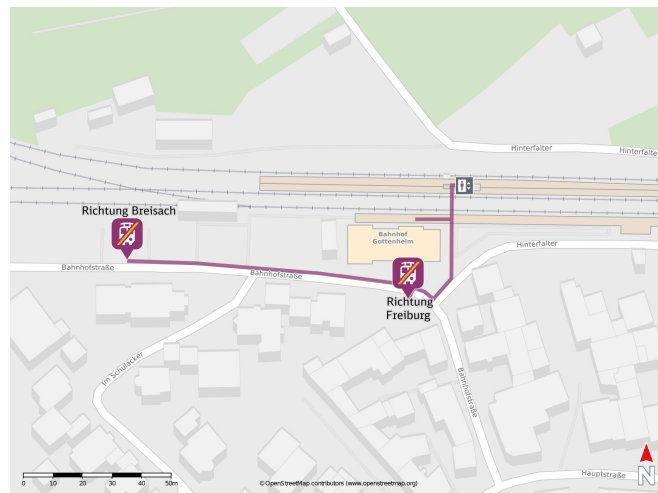 Hinterfalter
Hinterfalter
Richtung Breisach
Bahnhof
Gottenheim
Hinterfalter
Bahnhofstraße
Bahnhofstraße
Richtung
Freiburg
Im Schulacker
Bahnhofstraße
Hauptstraße
N
0 10 20 30 40 50m
© OpenStreetMap contributors (www.openstreetmap.org)